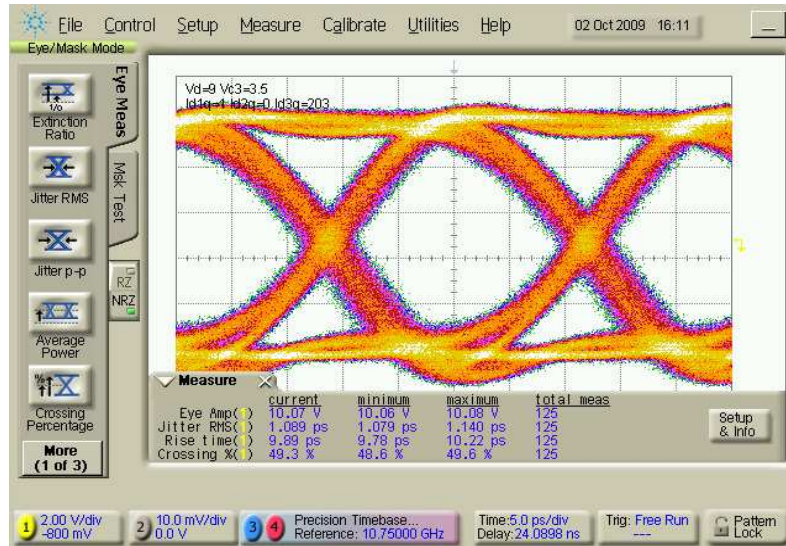 File Control Setup Measure Calibrate Utilities Help 02 Oct 2009 16:11
Eye/Mask Mode
Vd=9 Vc3=3.5
Id1q=4 Id2q=0 Id3q=203
Eye Meas
Msk Test
1/0
Extinction
Ratio
Jitter RMS
Jitter p-p
RZ
NRZ
Average
Power
Crossing
Percentage
More
(1 of 3)
Measure
current minimum maximum total meas
Eye Amp(1) 10.07 V 10.06 V 10.08 V 125
Jitter RMS(1) 1.089 ps 1.079 ps 1.140 ps 125
Rise time(1) 9.89 ps 9.78 ps 10.22 ps 125
Crossing %(1) 49.3 % 48.6 % 49.6 % 125
Setup
& Info
1 2.00 V/div
-800 mV
2 10.0 mV/div
0.0 V
3 4 Precision Timebase...
Reference: 10.75000 GHz
Time:5.0 ps/div
Delay:24.0898 ns
Trig: Free Run
---
Pattern
Lock